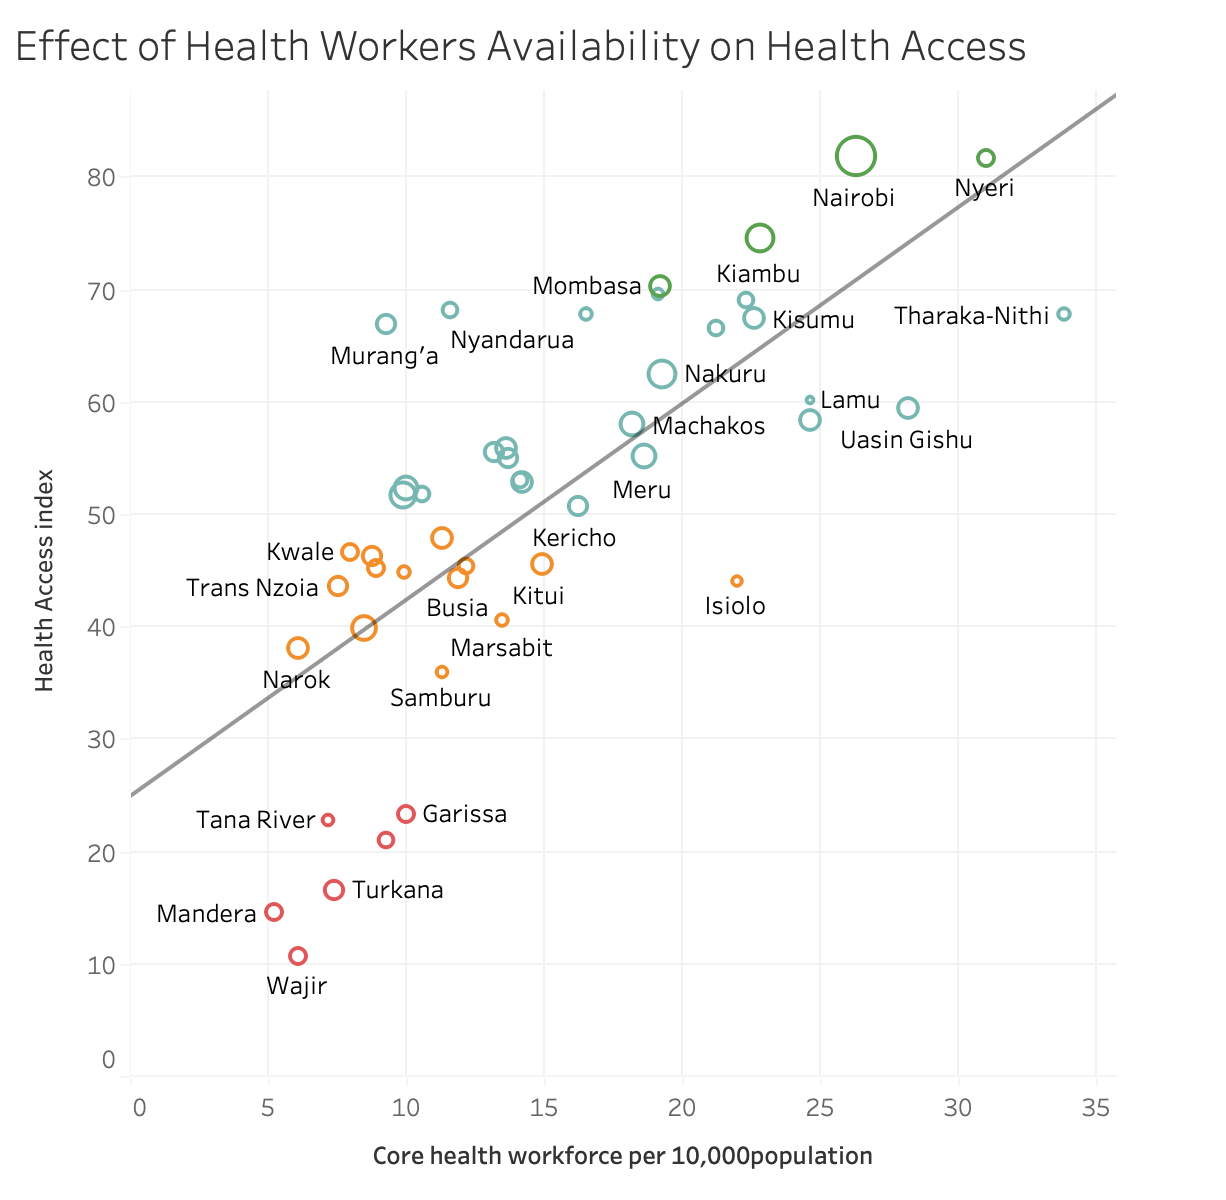 Effect of Health Workers Availability on Health Access
80
Nairobi
Nyeri
Kiambu
70
Mombasa
Murang’a
Nyandarua
Kisumu
Tharaka-Nithi
Nakuru
60
Lamu
Machakos
Uasin Gishu
Meru
50
Kericho
Kwale
Trans Nzoia
Busia
Kitui
Isiolo
40
Marsabit
Narok
Samburu
30
Tana River
Garissa
20
Turkana
Mandera
10
Wajir
0
Health Access index
0 5 10 15 20 25 30 35
Core health workforce per 10,000population